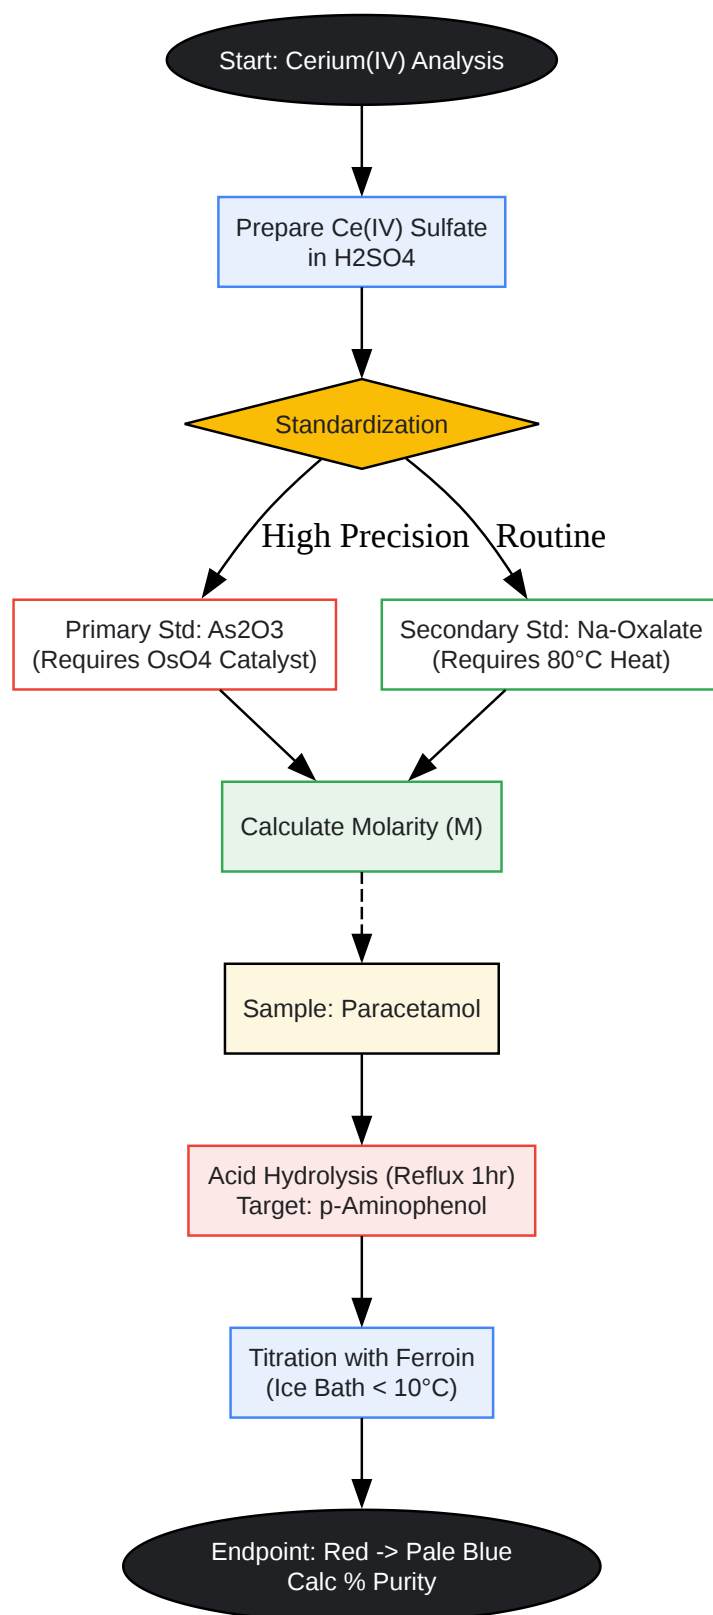 Start: Cerium(IV) Analysis
Prepare Ce(IV) Sulfate
in H2SO4
Standardization
High Precision
Routine
Primary Std: As2O3
(Requires OsO4 Catalyst)
Secondary Std: Na-Oxalate
(Requires 80°C Heat)
Calculate Molarity (M)
Sample: Paracetamol
Acid Hydrolysis (Reflux 1hr)
Target: p-Aminophenol
Titration with Ferroin
(Ice Bath < 10°C)
Endpoint: Red -> Pale Blue
Calc % Purity